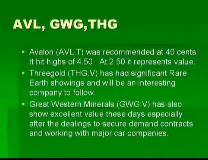 AVL, GWG,THG
Avalon (AVL.T) was recommended at 40 cents.
It hit highs of 4.50. At 2.50 it represents value.
Threegold (THG.V) has had significant Rare
Earth showings and will be an interesting
company to follow.
Great Western Minerals (GWG.V) has also
show excellent value these days especially
after the dealings to secure demand contracts
and working with major car companies.